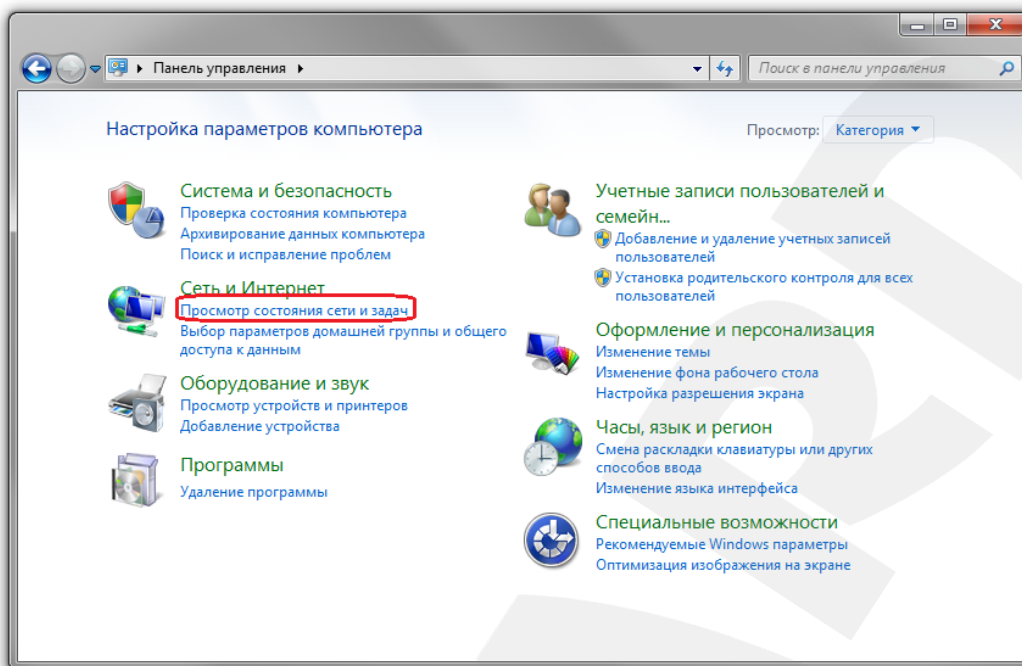 Панель управления
Поиск в панели управления
Настройка параметров компьютера
Просмотр: Категория
Система и безопасность
Проверка состояния компьютера
Архивирование данных компьютера
Поиск и исправление проблем
Сеть и Интернет
Просмотр состояния сети и задач
Выбор параметров домашней группы и общего
доступа к данным
Оборудование и звук
Просмотр устройств и принтеров
Добавление устройства
Программы
Удаление программы
Учетные записи пользователей и
семейн...
Добавление и удаление учетных записей
пользователей
Установка родительского контроля для всех
пользователей
Оформление и персонализация
Изменение темы
Изменение фона рабочего стола
Настройка разрешения экрана
Часы, язык и регион
Смена раскладки клавиатуры или других
способов ввода
Изменение языка интерфейса
Специальные возможности
Рекомендуемые Windows параметры
Оптимизация изображения на экране